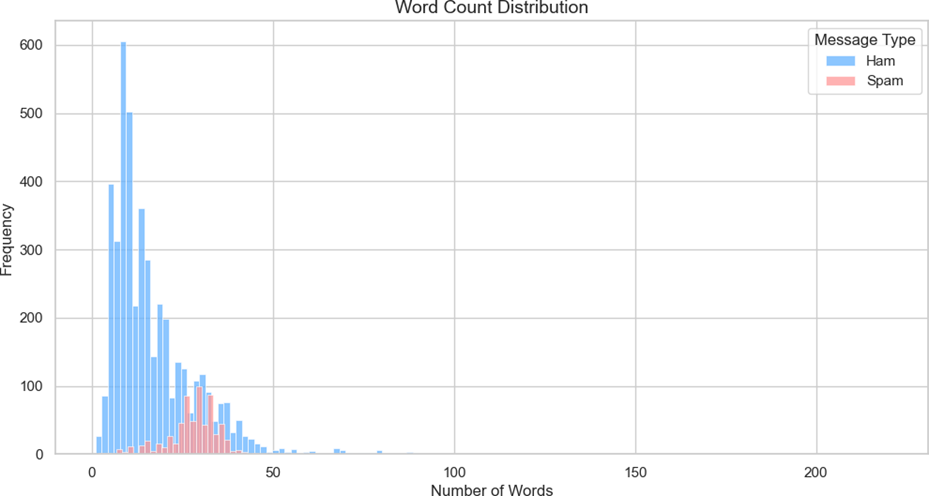 Word Count Distribution
Message Type
Ham
Spam
600
500
400
300
200
100
0
Frequency
0 50 100 150 200
Number of Words